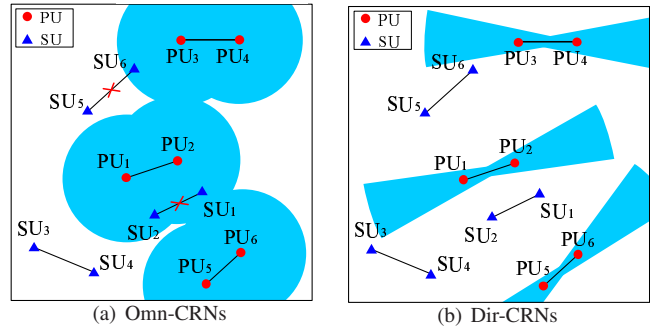 PU
SU
SU6
PU3
PU4
SU5
PU1
PU2
SU1
SU2
SU3
SU4
PU6
PU5
(a) Omn-CRNs
PU
SU
SU6
PU3
PU4
SU5
PU1
PU2
SU1
SU2
SU3
SU4
PU6
PU5
(b) Dir-CRNs